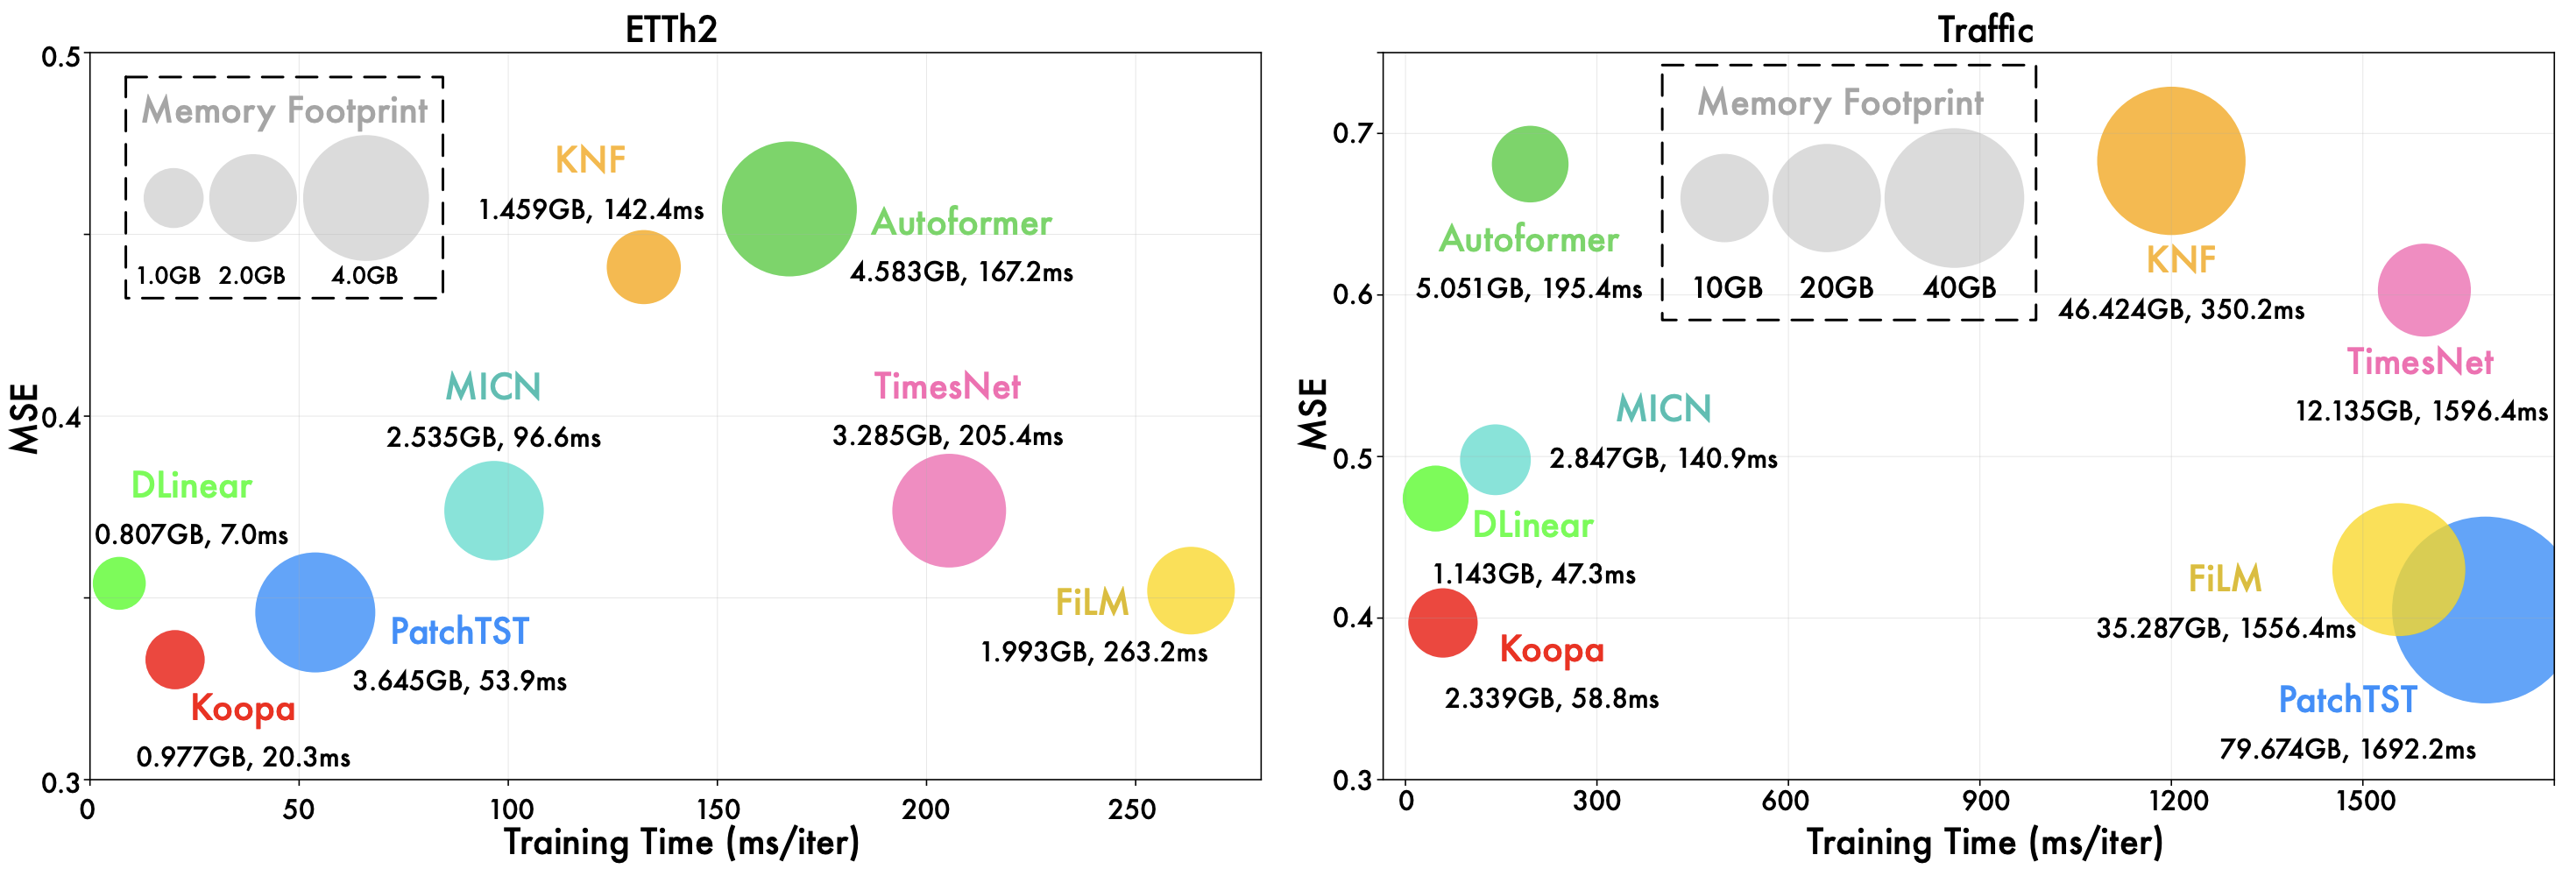 ETTh2
MSE
0.5
0.4
0.3
Memory Footprint
1.0GB 2.0GB 4.0GB
KNF
1.459GB, 142.4ms
Autoformer
4.583GB, 167.2ms
MICN
2.535GB, 96.6ms
TimesNet
3.285GB, 205.4ms
DLinear
0.807GB, 7.0ms
PatchTST
3.645GB, 53.9ms
FiLM
1.993GB, 263.2ms
Koopa
0.977GB, 20.3ms
0 50 100 150 200 250
Training Time (ms/iter)
Traffic
MSE
0.7
0.6
0.5
0.4
0.3
Memory Footprint
10GB 20GB 40GB
Autoformer
5.051GB, 195.4ms
KNF
46.424GB, 350.2ms
TimesNet
12.135GB, 1596.4ms
MICN
2.847GB, 140.9ms
DLinear
1.143GB, 47.3ms
FiLM
35.287GB, 1556.4ms
Koopa
2.339GB, 58.8ms
PatchTST
79.674GB, 1692.2ms
0 300 600 900 1200 1500
Training Time (ms/iter)